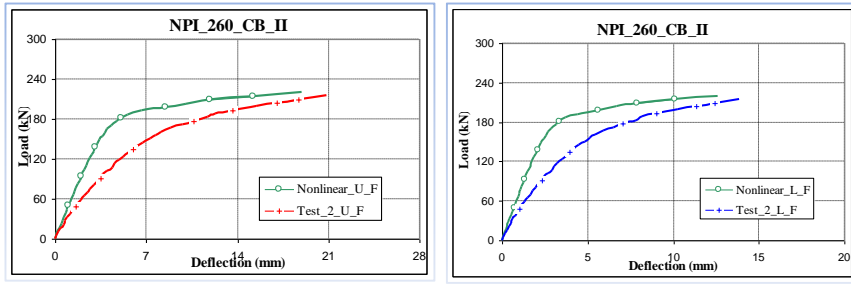 NPI_260_CB_II
300
240
180
120
60
0
Load (kN)
0 7 14 21 28
Deflection (mm)
Nonlinear_U_F
Test_2_U_F
NPI_260_CB_II
300
240
180
120
60
0
Load (kN)
0 5 10 15 20
Deflection (mm)
Nonlinear_L_F
Test_2_L_F